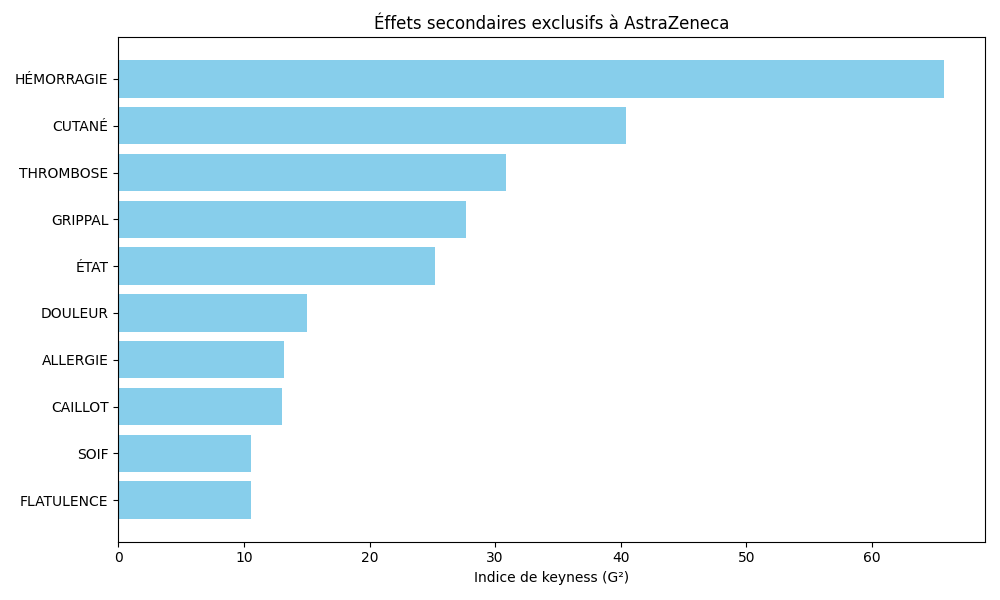 Éffets secondaires exclusifs à AstraZeneca
HÉMORRAGIE
CUTANÉ
THROMBOSE
GRIPPAL
ÉTAT
DOULEUR
ALLERGIE
CAILLOT
SOIF
FLATULENCE
0 10 20 30 40 50 60
Indice de keyness (G²)